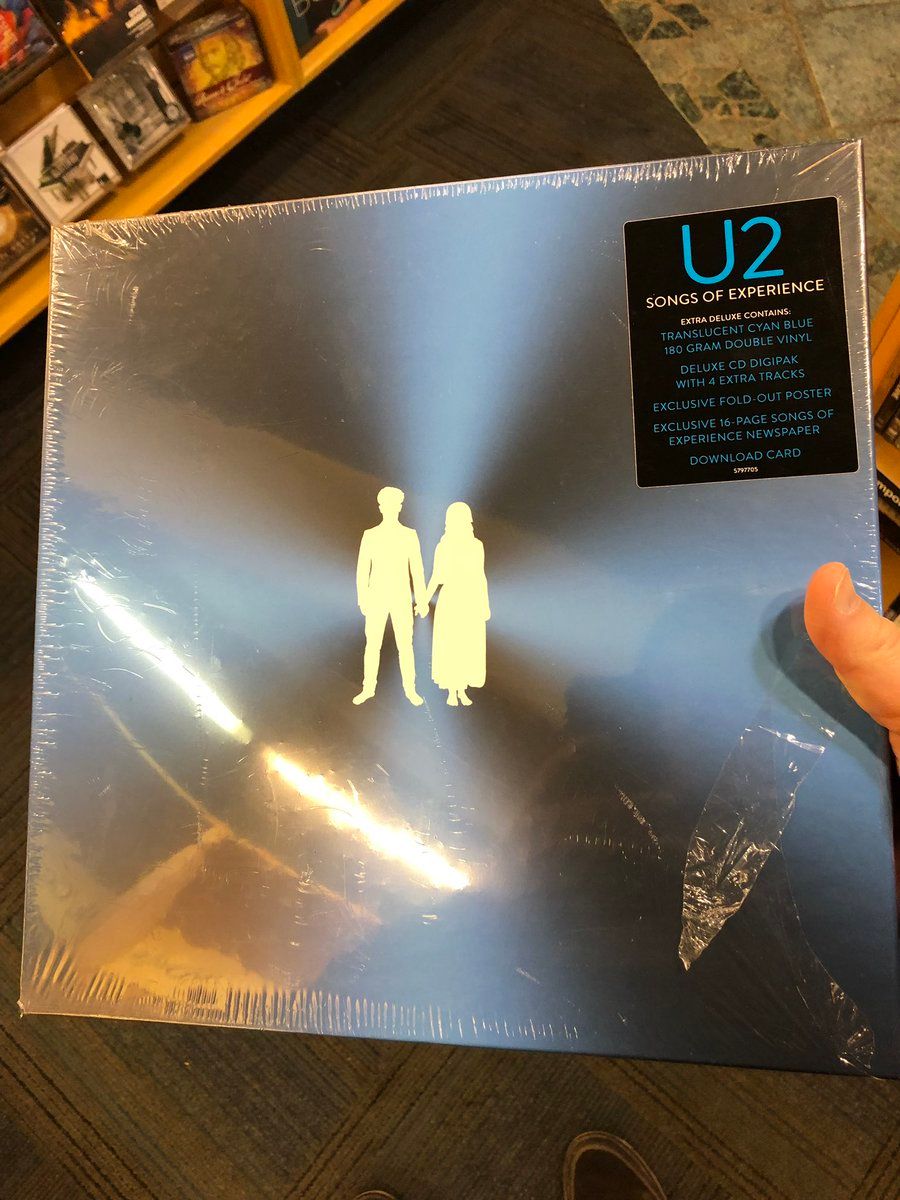 U2
SONGS OF EXPERIENCE
EXTRA DELUXE CONTAINS:
TRANSLUCENT CYAN BLUE
180 GRAM DOUBLE VINYL
DELUXE CD DIGIPAK
WITH 4 EXTRA TRACKS
EXCLUSIVE FOLD-OUT POSTER
EXCLUSIVE 16-PAGE SONGS OF
EXPERIENCE NEWSPAPER
DOWNLOAD CARD
5797705